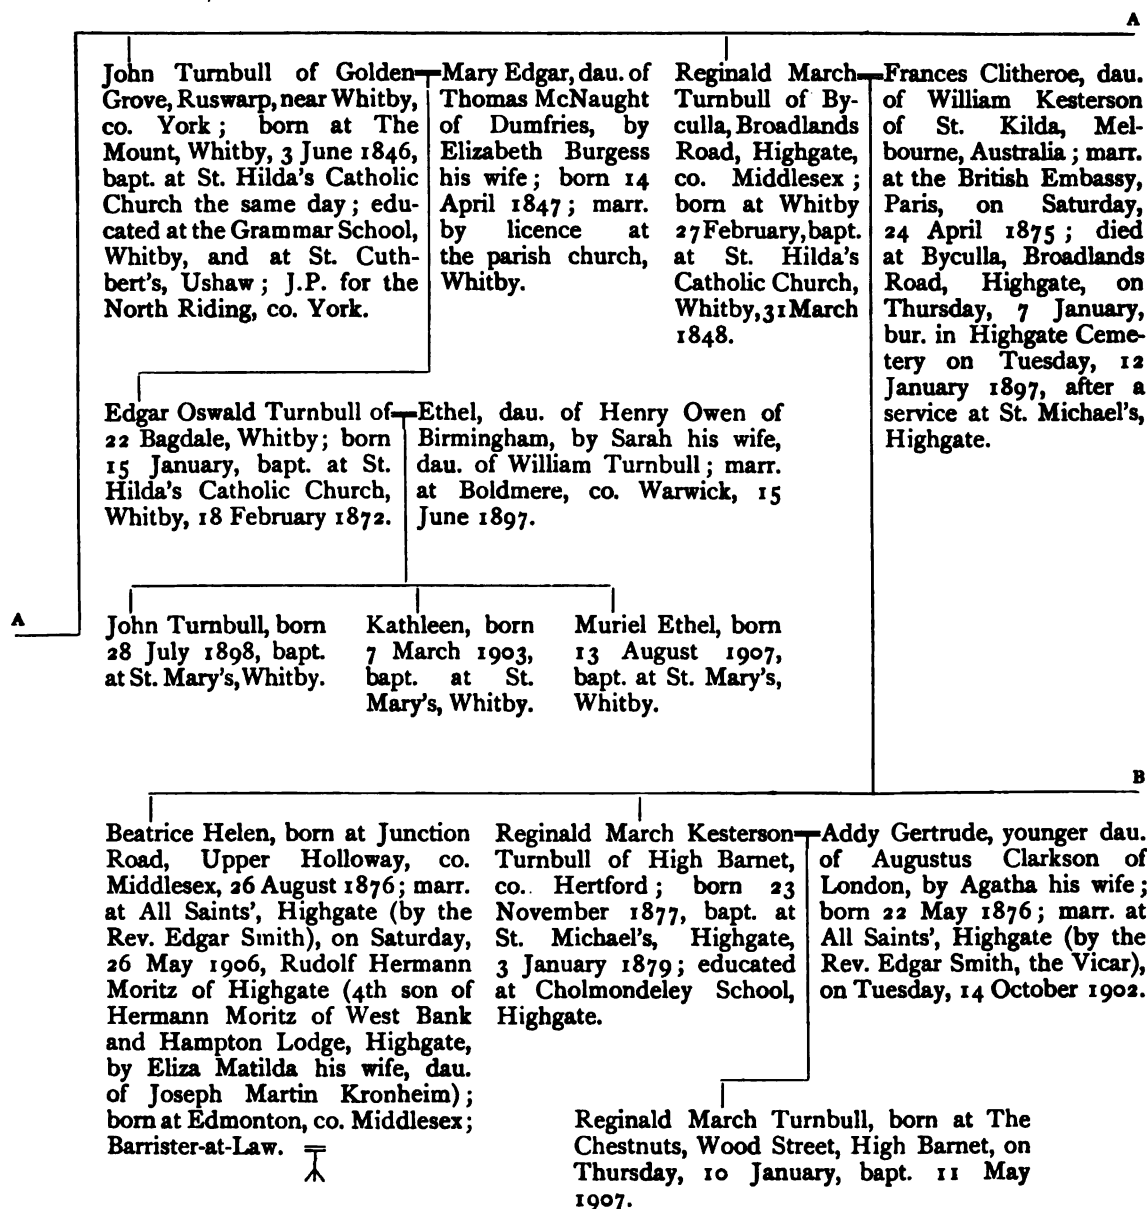 A
John Turnbull of Golden
Grove, Ruswarp, near Whitby,
co. York ; born at The
Mount, Whitby, 3 June 1846,
bapt. at St. Hilda's Catholic
Church the same day ; edu-
cated at the Grammar School,
Whitby, and at St. Cuth-
bert's, Ushaw ; J.P. for the
North Riding, co. York.
Mary Edgar, dau. of
Thomas McNaught
of Dumfries, by
Elizabeth Burgess
his wife ; born 14
April 1847 ; marr.
by licence at
the parish church,
Whitby.
Reginald March
Turnbull of By-
culla, Broadlands
Road, Highgate,
co. Middlesex ;
born at Whitby
27 February, bapt.
at St. Hilda's
Catholic Church,
Whitby, 31 March
1848.
Frances Clitheroe, dau.
of William Kesterson
of St. Kilda, Mel-
bourne, Australia ; marr.
at the British Embassy,
Paris, on Saturday,
24 April 1875 ; died
at Byculla, Broadlands
Road, Highgate, on
Thursday, 7 January,
bur. in Highgate Ceme-
tery on Tuesday, 12
January 1897, after a
service at St. Michael's,
Highgate.
Edgar Oswald Turnbull of
22 Bagdale, Whitby; born
15 January, bapt. at St.
Hilda's Catholic Church,
Whitby, 18 February 1872.
Ethel, dau. of Henry Owen of
Birmingham, by Sarah his wife,
dau. of William Turnbull ; marr.
at Boldmere, co. Warwick, 15
June 1897.
A
John Turnbull, born
28 July 1898, bapt.
at St. Mary's, Whitby.
Kathleen, born
7 March 1903,
bapt. at St.
Mary's, Whitby.
Muriel Ethel, born
13 August 1907,
bapt. at St. Mary's,
Whitby.
B
Beatrice Helen, born at Junction
Road, Upper Holloway, co.
Middlesex, 26 August 1876 ; marr.
at All Saints', Highgate (by the
Rev. Edgar Smith), on Saturday,
26 May 1906, Rudolf Hermann
Moritz of Highgate (4th son of
Hermann Moritz of West Bank
and Hampton Lodge, Highgate,
by Eliza Matilda his wife, dau.
of Joseph Martin Kronheim) ;
born at Edmonton, co. Middlesex ;
Barrister-at-Law.
Reginald March Kesterson
Turnbull of High Barnet,
co. Hertford ; born 23
November 1877, bapt. at
St. Michael's, Highgate,
3 January 1879 ; educated
at Cholmondeley School,
Highgate.
Addy Gertrude, younger dau.
of Augustus Clarkson of
London, by Agatha his wife ;
born 22 May 1876 ; marr. at
All Saints', Highgate (by the
Rev. Edgar Smith, the Vicar),
on Tuesday, 14 October 1902.
Reginald March Turnbull, born at The
Chestnuts, Wood Street, High Barnet, on
Thursday, 10 January, bapt. 11 May
1907.